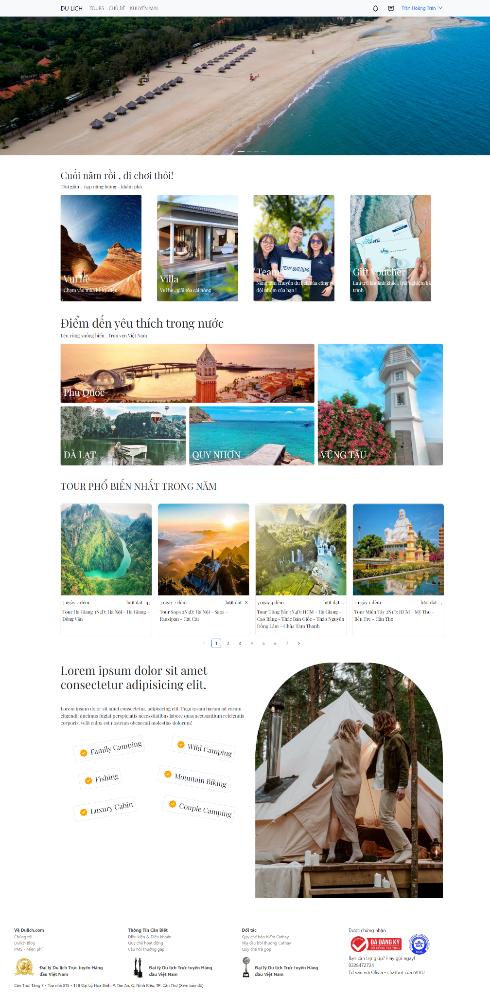 DU LỊCH TOURS CHỦ ĐỀ KHUYẾN MÃI Trần Hoàng Trân
Cuối năm rồi , đi chơi thôi!
Thư giãn - nạp năng lượng - khám phá
Vui hè
Chạm vào mùa hè kỳ diệu
Villa
Vui hè , giải tỏa cái nóng
TEAM BUILDING
Team
Nâng tầm chuyến du lịch của công ty
đội nhóm của bạn !
Voucher
iVIVU
Gift Voucher
Lưu trữ khoảnh khắc , trải nghiệm hà
trình
Điểm đến yêu thích trong nước
Lên rừng xuống biển . Trọn vẹn Việt Nam
Phú Quốc
ĐÀ LẠT
QUY NHƠN
VŨNG TÀU
TOUR PHỔ BIẾN NHẤT TRONG NĂM
3 ngày 2 đêm lượt đặt : 45
Tour Hà Giang 3N2D: Hà Nội - Hà Giang -
Đồng Văn
3 ngày 2 đêm lượt đặt : 8
Tour Sapa 2N3D: Hà Nội - Sapa -
Fansipan - Cát Cát
5 ngày 4 đêm lượt đặt : 7
Tour Đông Bắc 5N4D: HCM - Hà Giang -
Cao Bằng - Thác Bản Giốc - Thảo Nguyên
Đồng Lâm - Chùa Tam Thanh
2 ngày 1 đêm lượt đặt : 7
Tour Miền Tây 2N1D: HCM - Mỹ Tho -
Bến Tre - Cần Thơ
1 2 3 4 5 6 7
Lorem ipsum dolor sit amet
consectetur adipisicing elit.
Lorem ipsum dolor sit amet consectetur, adipisicing elit. Fuga ipsam harum ad earum
eligendi, ducimus fugiat perspiciatis necessitatibus labore quas accusantium reiciendis
corporis, velit culpa est nostrum obcaecati molestias dolorum!
Family Camping
Wild Camping
Fishing
Mountain Biking
Luxury Cabin
Couple Camping
Về Dulich.com
Chúng tôi
Dulich Blog
PMS - Miễn phí
Đại lý Du lịch Trực tuyến Hàng
đầu Việt Nam
Thông Tin Cần Biết
Điều kiện & Điều khoản
Quy chế hoạt động
Câu hỏi thường gặp
Đại lý Du lịch Trực tuyến Hàng
đầu Việt Nam
Đối tác
Quy chế bảo hiểm Cathay
Yêu cầu bồi thường Cathay
Quy chế trả góp
Đại lý Du lịch Trực tuyến Hàng
đầu Việt Nam
Được chứng nhận
ĐÃ ĐĂNG KÝ
BỘ CÔNG THƯƠNG
IATA
TIDS
Bạn cần trợ giúp? Hãy gọi ngay!
0328472724
Tư vấn với Olivia - chatbot của iVIVU
Cần Thơ: Tầng 7 - Tòa nhà STS - 11B Đại Lộ Hòa Bình, P. Tân An, Q. Ninh Kiều, TP. Cần Thơ (Xem bản đồ)